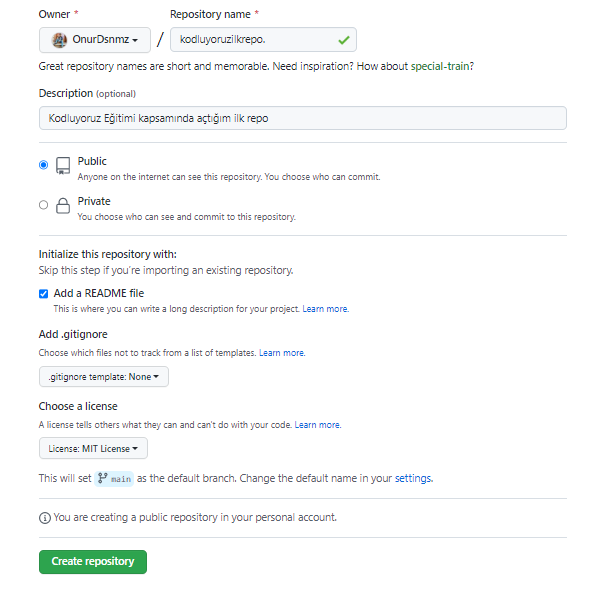 Owner * Repository name *
OnurDsnmz / kodluyoruzilkrepo.
Great repository names are short and memorable. Need inspiration? How about special-train?
Description (optional)
Kodluyoruz Eğitimi kapsamında açtığım ilk repo
Public
Anyone on the internet can see this repository. You choose who can commit.
Private
You choose who can see and commit to this repository.
Initialize this repository with:
Skip this step if you're importing an existing repository.
Add a README file
This is where you can write a long description for your project. Learn more.
Add .gitignore
Choose which files not to track from a list of templates. Learn more.
.gitignore template: None
Choose a license
A license tells others what they can and can't do with your code. Learn more.
License: MIT License
This will set main as the default branch. Change the default name in your settings.
You are creating a public repository in your personal account.
Create repository